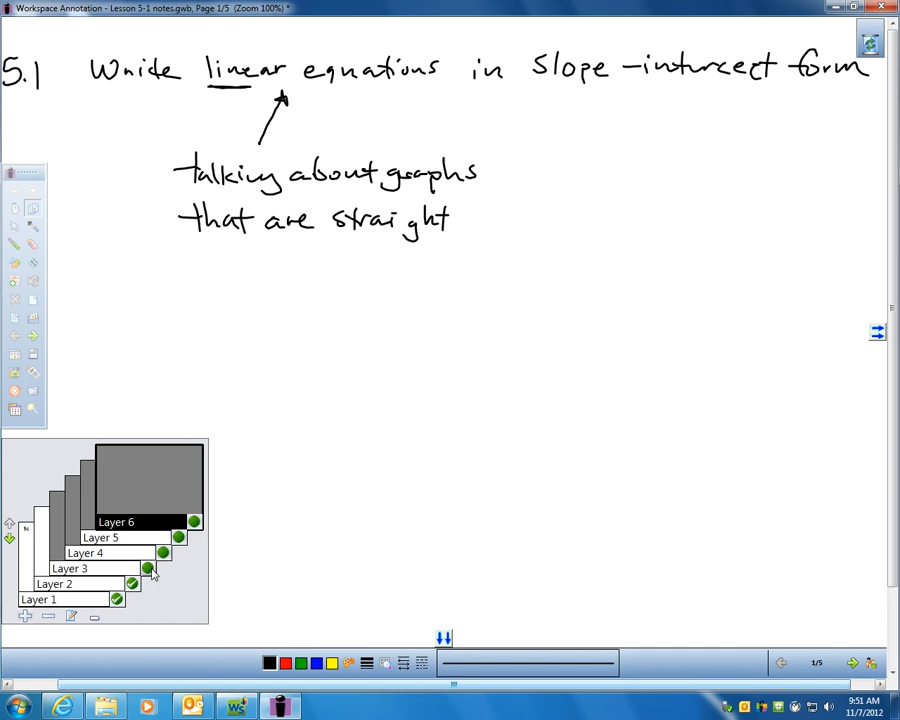 Workspace Annotation - Lesson 5-1 notes.gwb, Page 1/5 (Zoom 100%) *
5.1 Write linear equations in slope-intercept form
talking about graphs
that are straight
Layer 6
Layer 5
Layer 4
Layer 3
Layer 2
Layer 1
1/5
9:51 AM
11/7/2012